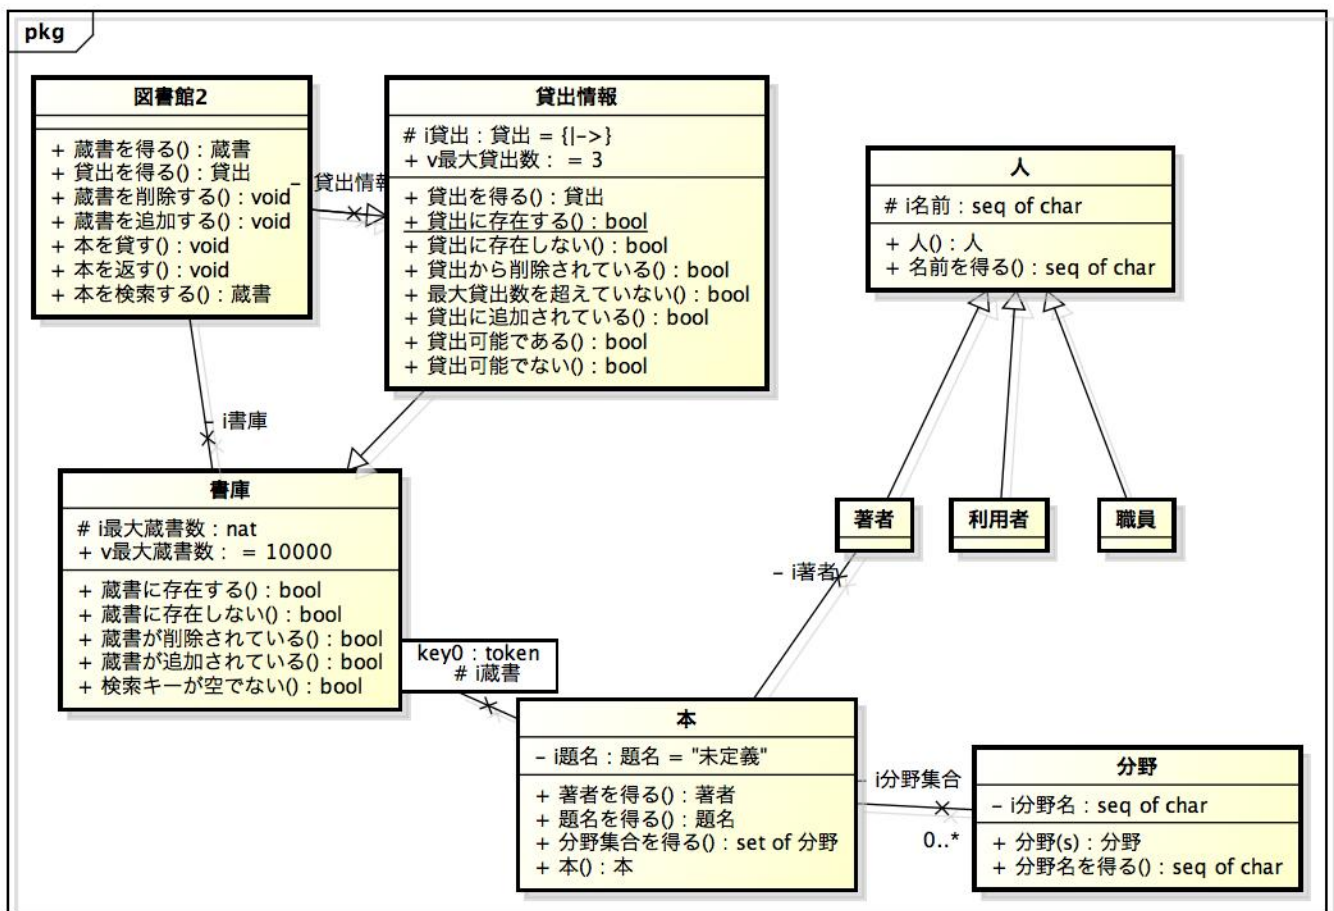 pkg
図書館2
+ 蔵書を得る() : 蔵書
+ 貸出を得る() : 貸出
+ 蔵書を削除する() : void
+ 蔵書を追加する() : void
+ 本を貸す() : void
+ 本を返す() : void
+ 本を検索する() : 蔵書
- 貸出情報
貸出情報
# i貸出 : 貸出 = {|->}
+ v最大貸出数 : = 3
+ 貸出を得る() : 貸出
+ 貸出に存在する() : bool
+ 貸出に存在しない() : bool
+ 貸出から削除されている() : bool
+ 最大貸出数を超えていない() : bool
+ 貸出に追加されている() : bool
+ 貸出可能である() : bool
+ 貸出可能でない() : bool
人
# i名前 : seq of char
+ 人() : 人
+ 名前を得る() : seq of char
- i書庫
書庫
# i最大蔵書数 : nat
+ v最大蔵書数 : = 10000
+ 蔵書に存在する() : bool
+ 蔵書に存在しない() : bool
+ 蔵書が削除されている() : bool
+ 蔵書が追加されている() : bool
+ 検索キーが空でない() : bool
著者
利用者
職員
- i著者
key0 : token
# i蔵書
本
- i題名 : 題名 = "未定義"
+ 著者を得る() : 著者
+ 題名を得る() : 題名
+ 分野集合を得る() : set of 分野
+ 本() : 本
- i分野集合
0..*
分野
- i分野名 : seq of char
+ 分野(s) : 分野
+ 分野名を得る() : seq of char